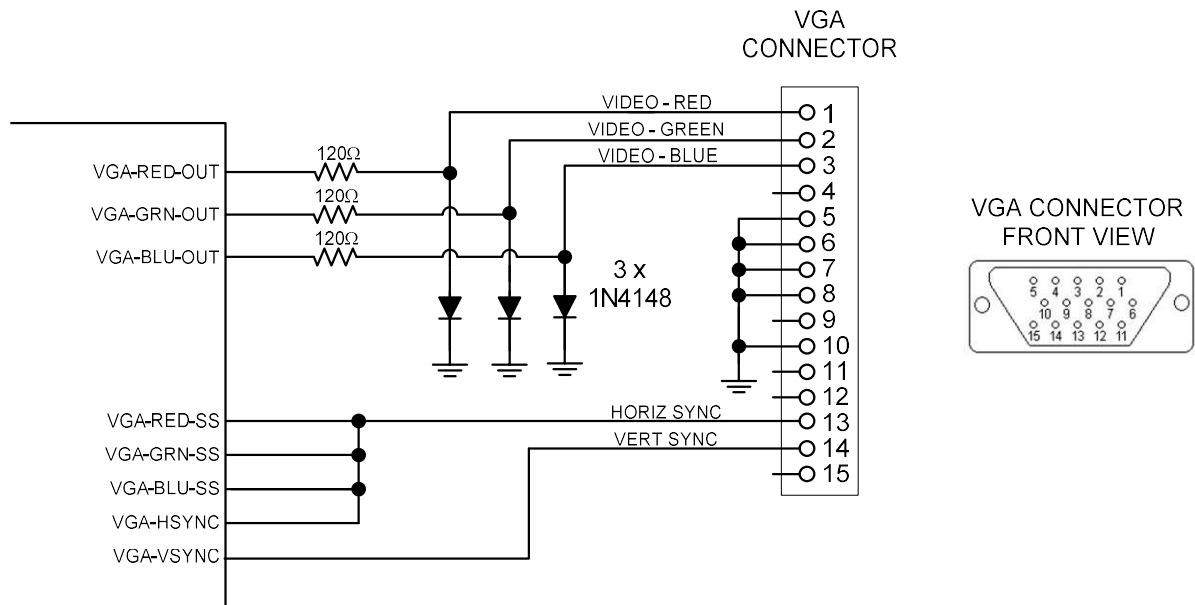 VGA
CONNECTOR
VIDEO - RED
1
VIDEO - GREEN
2
VIDEO - BLUE
3
4
5
6
7
8
9
10
11
12
13
14
15
VGA-RED-OUT
120Ω
VGA-GRN-OUT
120Ω
VGA-BLU-OUT
120Ω
3 x
1N4148
VGA-RED-SS
HORIZ SYNC
VGA-GRN-SS
VERT SYNC
VGA-BLU-SS
VGA-HSYNC
VGA-VSYNC
VGA CONNECTOR
FRONT VIEW
5 4 3 2 1
10 9 8 7 6
15 14 13 12 11